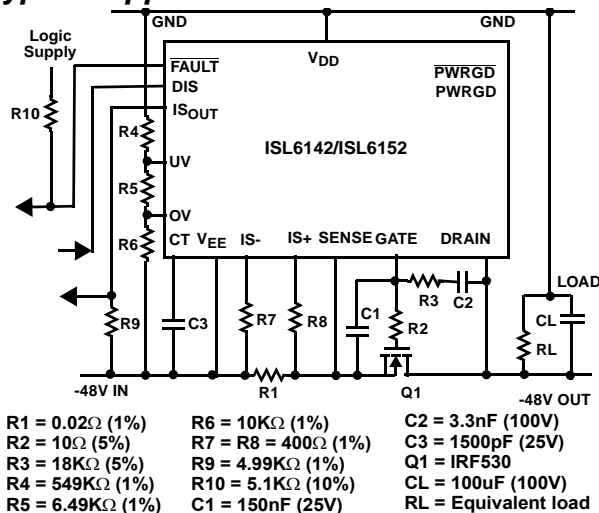 GND
GND
Logic
Supply
VDD
FAULT
DIS
ISOUT
PWRGD
PWRGD
R10
R4
ISL6142/ISL6152
UV
R5
OV
R6
CT
VEE
IS-
IS+
SENSE
GATE
DRAIN
R3
C2
LOAD
R9
C3
R7
R8
C1
R2
CL
RL
-48V IN
R1
Q1
-48V OUT
R1 = 0.02Ω (1%)
R2 = 10Ω (5%)
R3 = 18KΩ (5%)
R4 = 549KΩ (1%)
R5 = 6.49KΩ (1%)
R6 = 10KΩ (1%)
R7 = R8 = 400Ω (1%)
R9 = 4.99KΩ (1%)
R10 = 5.1KΩ (10%)
C1 = 150nF (25V)
C2 = 3.3nF (100V)
C3 = 1500pF (25V)
Q1 = IRF530
CL = 100uF (100V)
RL = Equivalent load